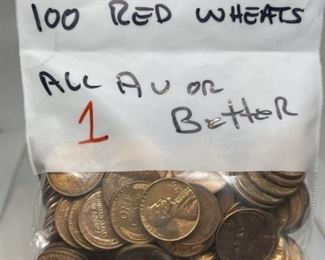 100 RED WHEATS
ALL AU OR
1 BETTER